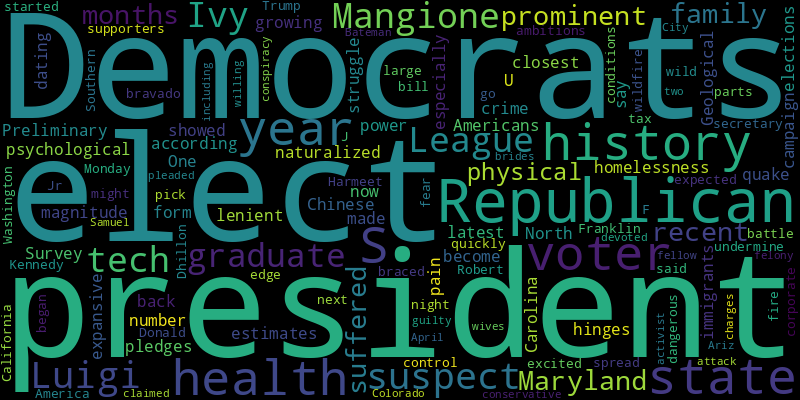 started
months
Ivy
growing
Trump
Mangione
Bateman
prominent
ambitions
family
City
supporters
Democrats
dating
Southern
bravado
including
willing
conspiracy
struggle
large
bill
especially
closest
U
go
crime
conditions
say
wildfire
wild
two
Geological
parts
secretary
campaign
elections
tax
Preliminary
showed
year
J
power
League
Americans
history
psychological
according
naturalized
brides
homelessness
physical
expected
quake
elect
Monday
One
pleaded
Jr
might
pick
Harmeet
now
fear
Republican
Washington
magnitude
Samuel
form
lenient
Chinese
made
latest
North
Franklin
F
devoted
battle
undermine
Survey
tech
graduate
S
quickly
become
voter
recent
said
fellow
felony
Kennedy
Dhillon
edge
suffered
braced
pain
Robert
immigrants
president
California
began
expansive
back
number
Donald
pledges
estimates
next
night
guilty
April
wives
Carolina
hinges
activist
dangerous
Ariz
charges
fire
corporate
attack
Luigi
health
control
suspect
excited
spread
Maryland
state
America
claimed
Colorado
conservative